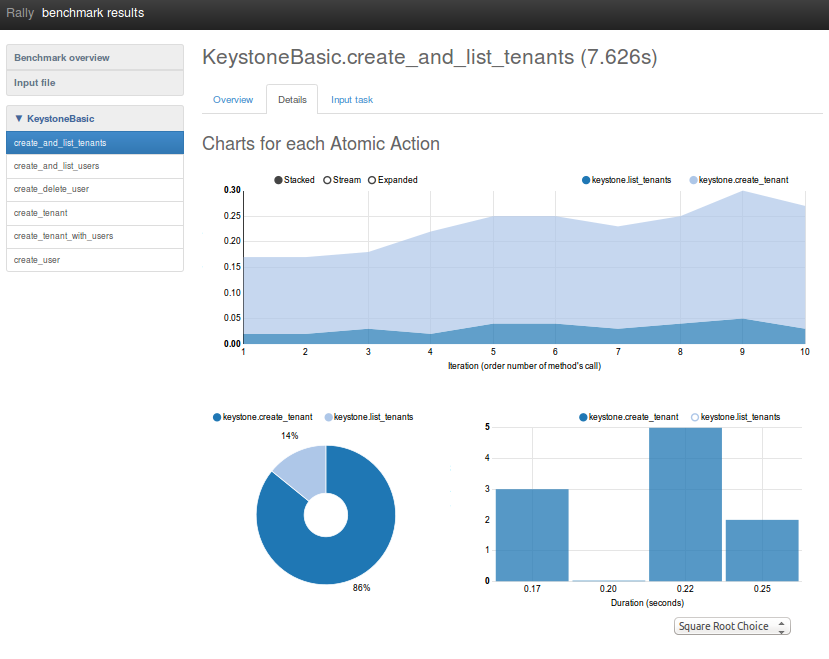 Rally benchmark results
Benchmark overview
Input file
▼ KeystoneBasic
create_and_list_tenants
create_and_list_users
create_delete_user
create_tenant
create_tenant_with_users
create_user
KeystoneBasic.create_and_list_tenants (7.626s)
Overview Details Input task
Charts for each Atomic Action
Stacked Stream Expanded keystone.list_tenants keystone.create_tenant
0.30
0.25
0.20
0.15
0.10
0.05
0.00
1 2 3 4 5 6 7 8 9 10
Iteration (order number of method's call)
keystone.create_tenant keystone.list_tenants
14%
86%
keystone.create_tenant keystone.list_tenants
5
4
3
2
1
0
0.17 0.20 0.22 0.25
Duration (seconds)
Square Root Choice